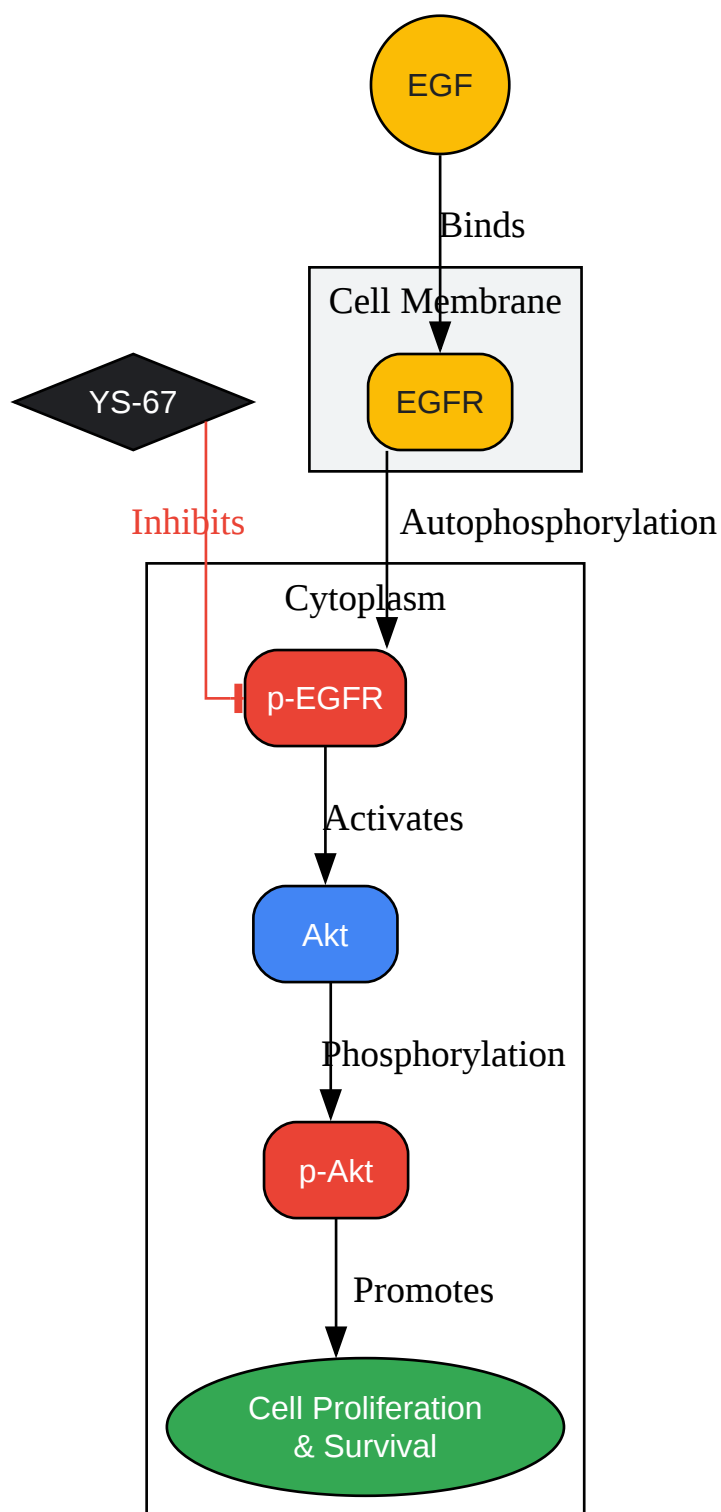 EGF
Binds
Cell Membrane
YS-67
EGFR
Inhibits
Autophosphorylation
Cytoplasm
p-EGFR
Activates
Akt
Phosphorylation
p-Akt
Promotes
Cell Proliferation
& Survival